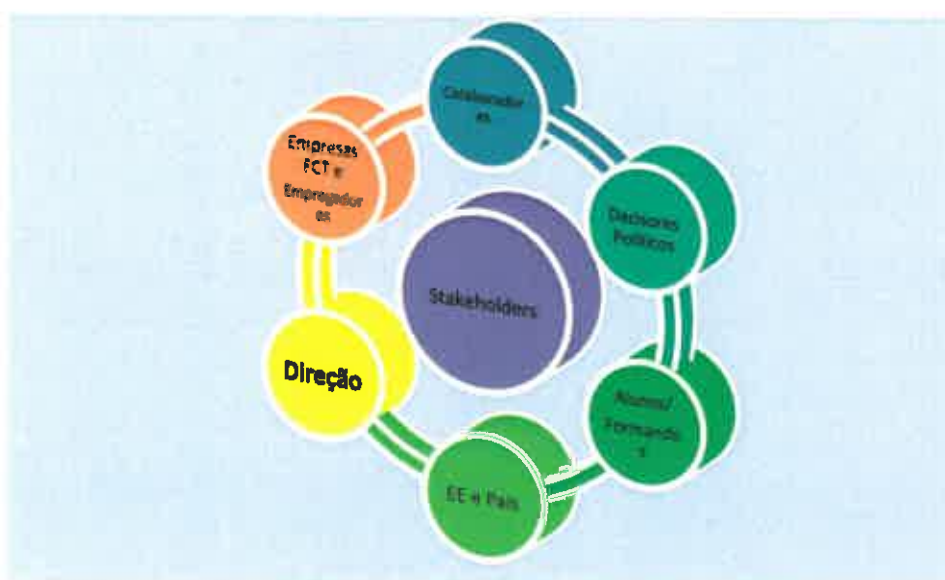 Colaborador
es
Empresas
FCT e
Empregador
es
Decisores
Políticos
Stakeholders
Direção
Alunos/
Formando
s
EE e Pais